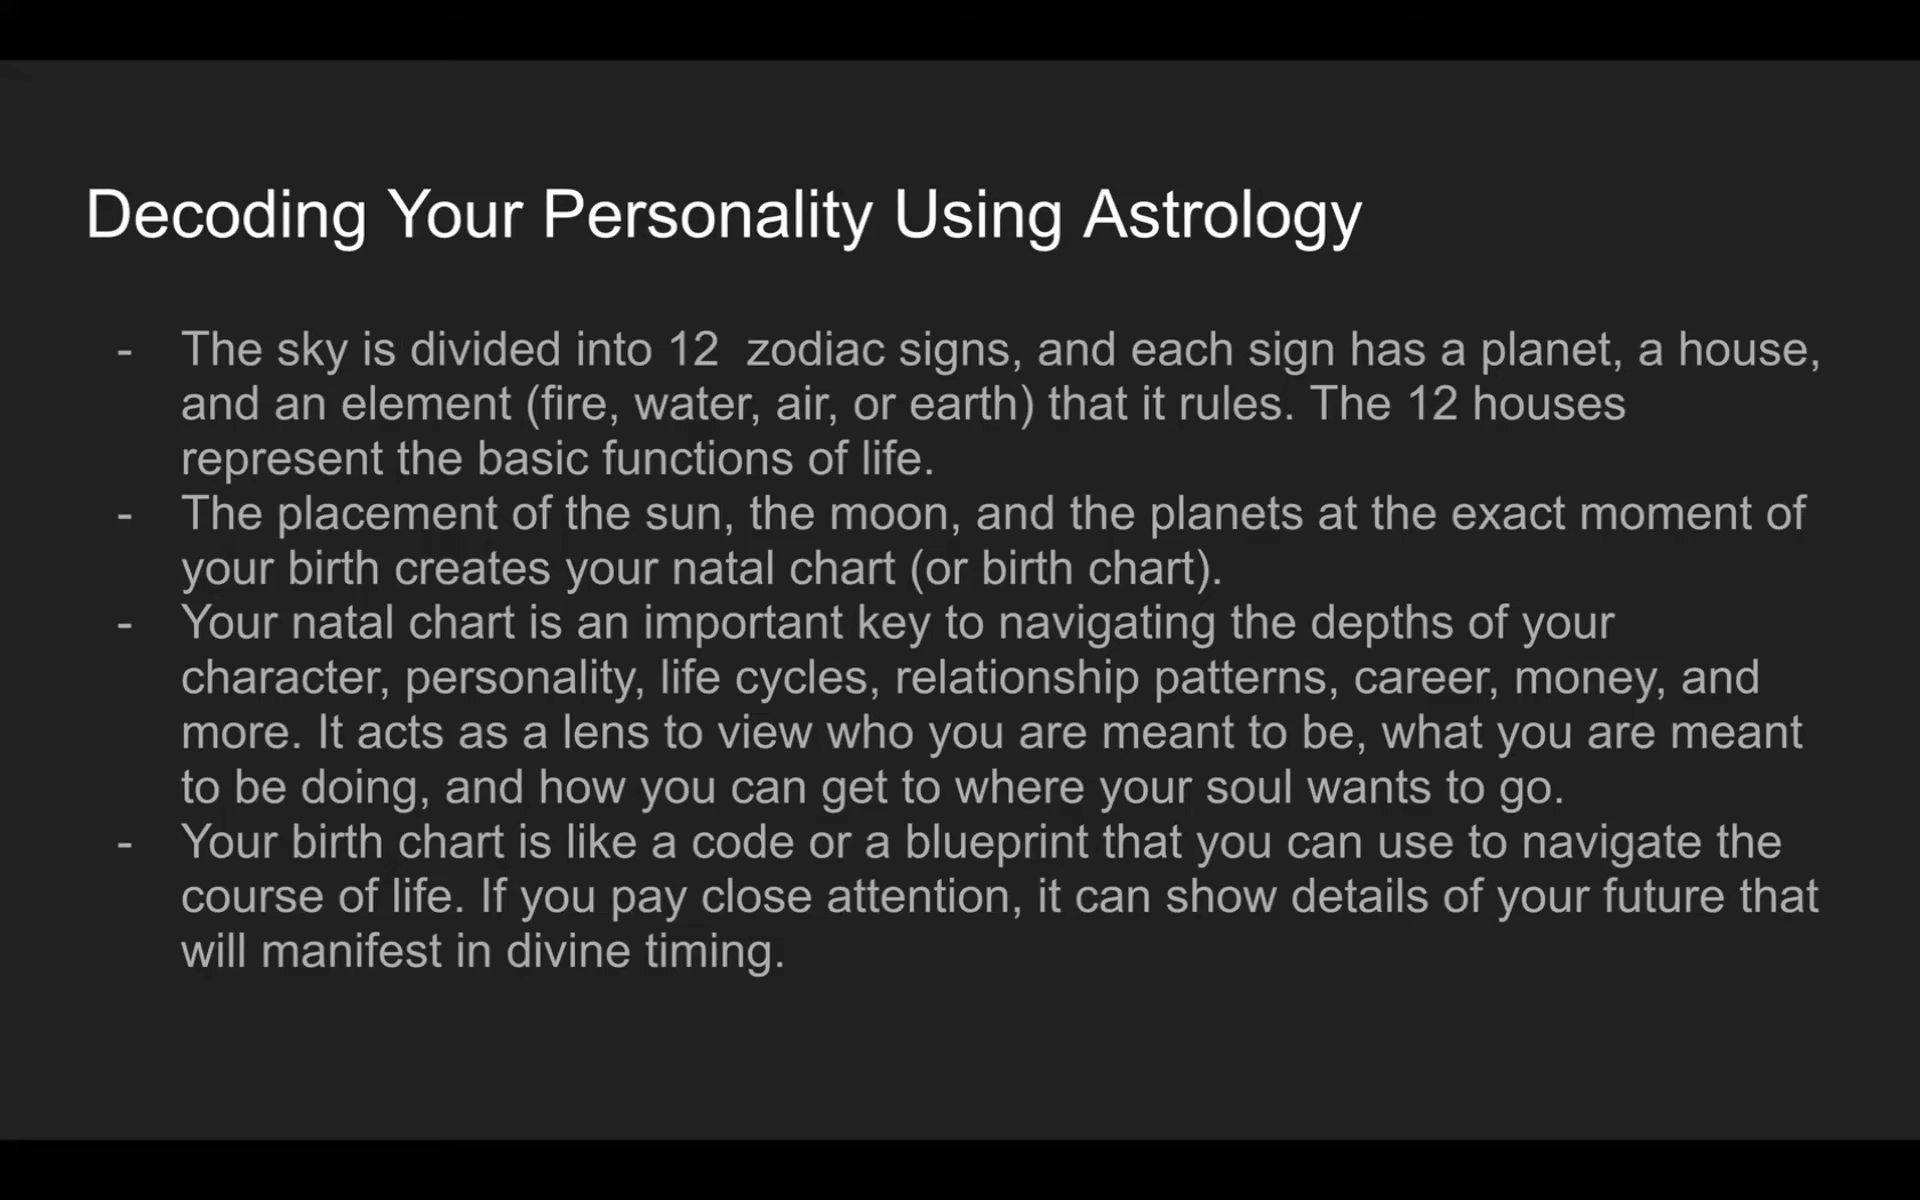 Decoding Your Personality Using Astrology
- The sky is divided into 12  zodiac signs, and each sign has a planet, a house,
and an element (fire, water, air, or earth) that it rules. The 12 houses
represent the basic functions of life.
- The placement of the sun, the moon, and the planets at the exact moment of
your birth creates your natal chart (or birth chart).
- Your natal chart is an important key to navigating the depths of your
character, personality, life cycles, relationship patterns, career, money, and
more. It acts as a lens to view who you are meant to be, what you are meant
to be doing, and how you can get to where your soul wants to go.
- Your birth chart is like a code or a blueprint that you can use to navigate the
course of life. If you pay close attention, it can show details of your future that
will manifest in divine timing.